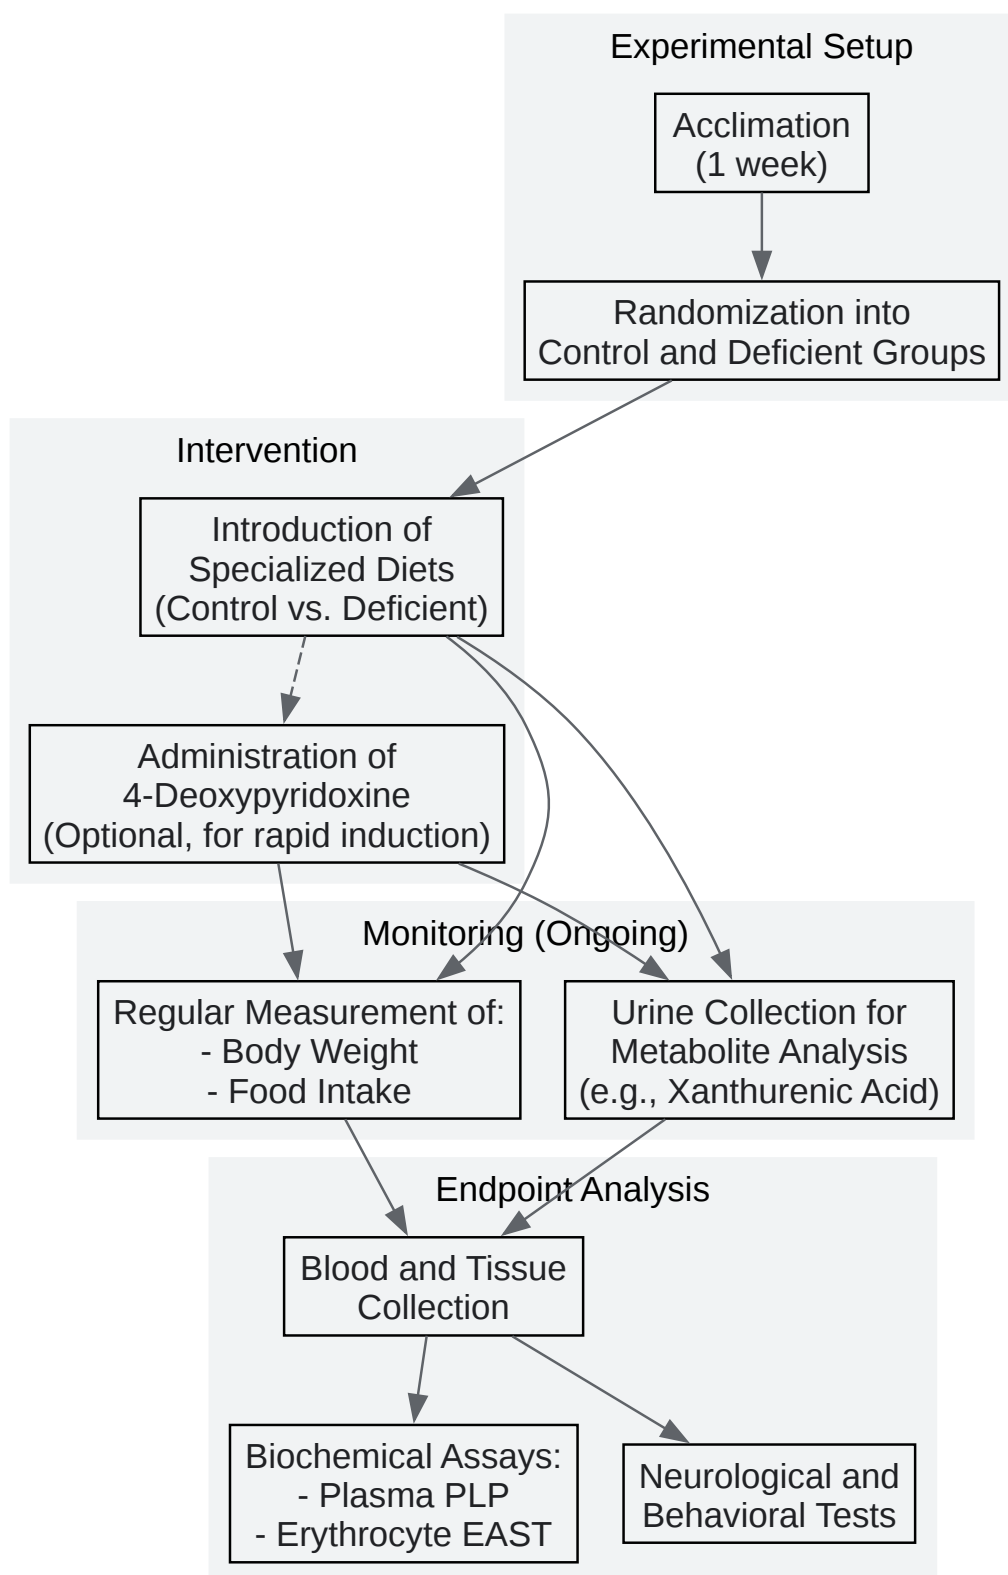 Experimental Setup
Acclimation
(1 week)
Randomization into
Control and Deficient Groups
Intervention
Introduction of
Specialized Diets
(Control vs. Deficient)
Administration of
4-Deoxypyridoxine
(Optional, for rapid induction)
Monitoring (Ongoing)
Regular Measurement of:
- Body Weight
- Food Intake
Urine Collection for
Metabolite Analysis
(e.g., Xanthurenic Acid)
Endpoint Analysis
Blood and Tissue
Collection
Biochemical Assays:
- Plasma PLP
- Erythrocyte EAST
Neurological and
Behavioral Tests